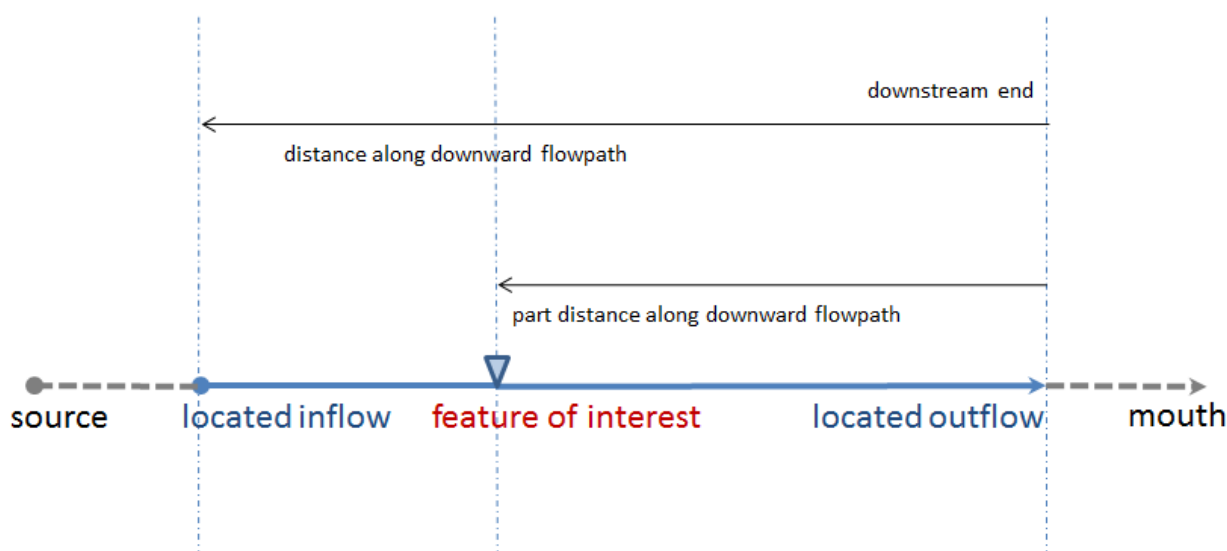 downstream end
distance along downward flowpath
part distance along downward flowpath
source
located inflow
feature of interest
located outflow
mouth